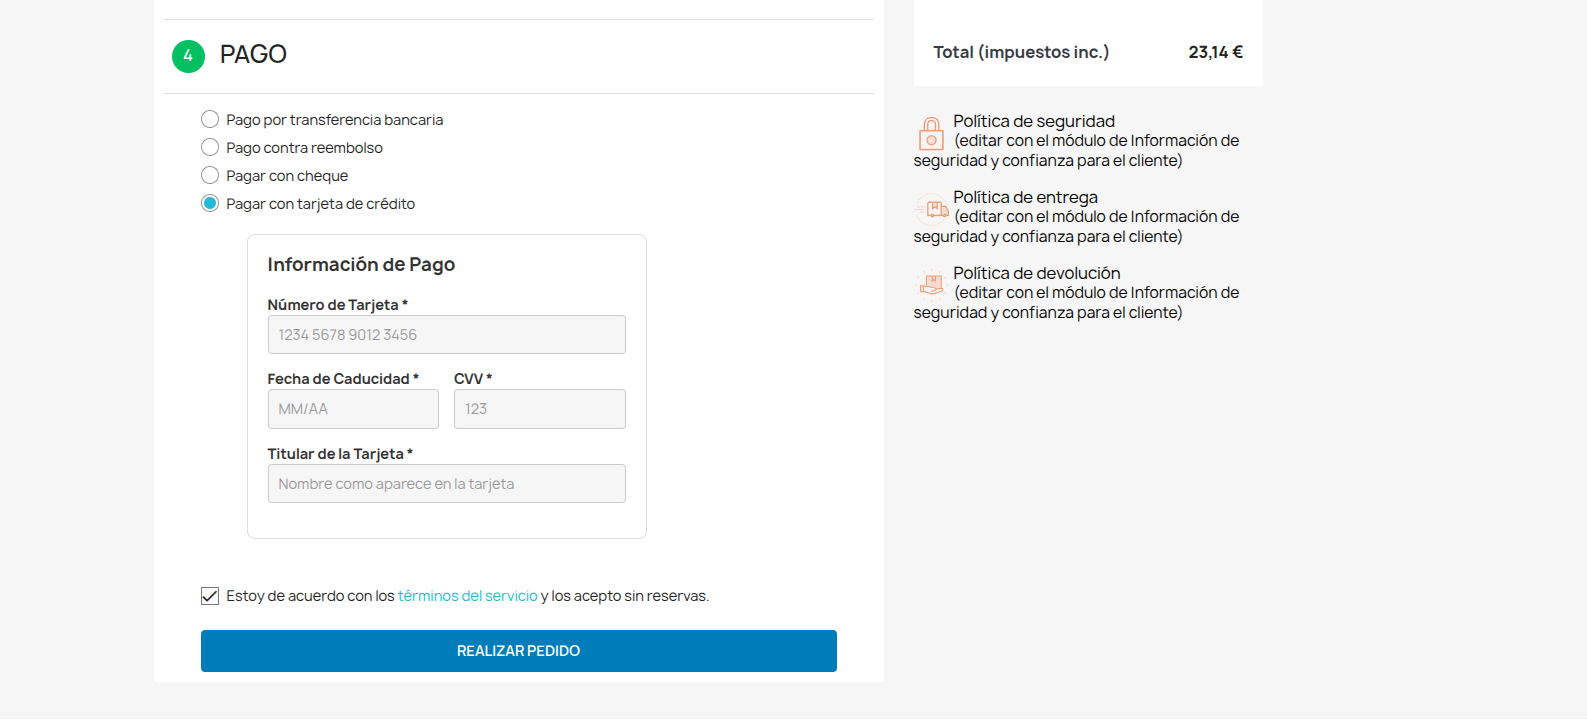 4 PAGO
Pago por transferencia bancaria
Pago contra reembolso
Pagar con cheque
Pagar con tarjeta de crédito
Información de Pago
Número de Tarjeta *
1234 5678 9012 3456
Fecha de Caducidad * CVV *
MM/AA 123
Titular de la Tarjeta *
Nombre como aparece en la tarjeta
Estoy de acuerdo con los términos del servicio y los acepto sin reservas.
REALIZAR PEDIDO
Total (impuestos inc.) 23,14 €
Política de seguridad
(editar con el módulo de Información de
seguridad y confianza para el cliente)
Política de entrega
(editar con el módulo de Información de
seguridad y confianza para el cliente)
Política de devolución
(editar con el módulo de Información de
seguridad y confianza para el cliente)